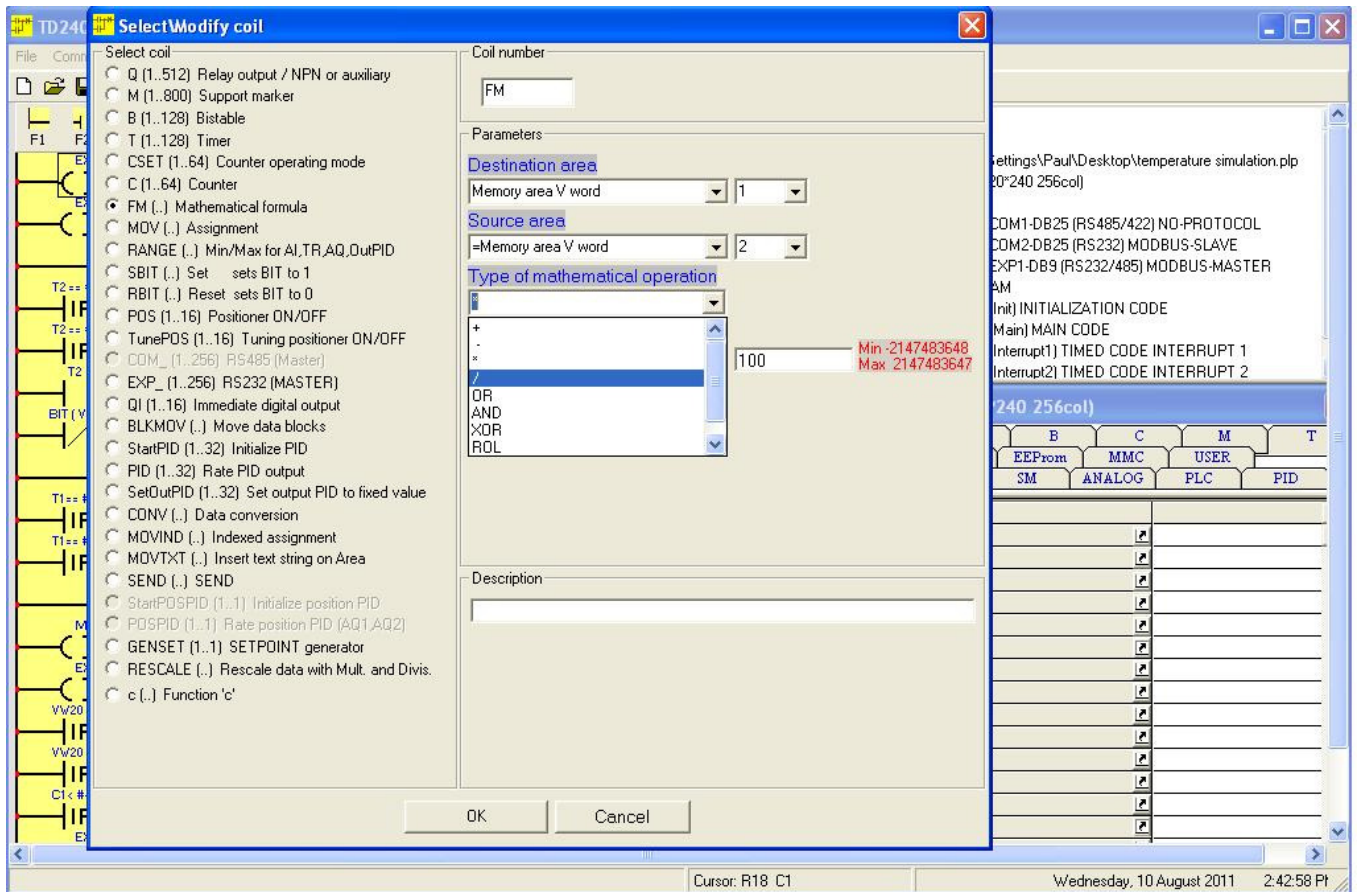 TD240
Select\Modify coil
File Comm
Select coil
Q (1..512) Relay output / NPN or auxiliary
M (1..800) Support marker
B (1..128) Bistable
T (1..128) Timer
CSET (1..64) Counter operating mode
C (1..64) Counter
FM (..) Mathematical formula
MOV (..) Assignment
RANGE (..) Min/Max for AI,TR,AQ,OutPID
SBIT (..) Set sets BIT to 1
RBIT (..) Reset sets BIT to 0
POS (1..16) Positioner ON/OFF
TunePOS (1..16) Tuning positioner ON/OFF
COM_ (1..256) RS485 (Master)
EXP_ (1..256) RS232 (MASTER)
QI (1..16) Immediate digital output
BLKMOV (..) Move data blocks
StartPID (1..32) Initialize PID
PID (1..32) Rate PID output
SetOutPID (1..32) Set output PID to fixed value
CONV (..) Data conversion
MOVIND (..) Indexed assignment
MOVTXT (..) Insert text string on Area
SEND (..) SEND
StartPOSPID (1..1) Initialize position PID
POSPID (1..1) Rate position PID (AQ1,AQ2)
GENSET (1..1) SETPOINT generator
RESCALE (..) Rescale data with Mult. and Divis.
c (..) Function 'c'
Coil number
FM
Parameters
Destination area
Memory area V word 1
Source area
=Memory area V word 2
Type of mathematical operation
*
+
-
*
/
OR
AND
XOR
ROL
100
Min -2147483648
Max 2147483647
Description
OK
Cancel
F1
T2==
T2==
T2
BIT (V
T1== #
T1== #
M
VW20
VW20
C1< #
ettings\Paul\Desktop\temperature simulation.plp
20*240 256col)
COM1-DB25 (RS485/422) NO-PROTOCOL
COM2-DB25 (RS232) MODBUS-SLAVE
EXP1-DB9 (RS232/485) MODBUS-MASTER
AM
Init) INITIALIZATION CODE
Main) MAIN CODE
Interrupt1) TIMED CODE INTERRUPT 1
Interrupt2) TIMED CODE INTERRUPT 2
*240 256col)
B C M T
EEProm MMC USER
SM ANALOG PLC PID
Cursor: R18 C1
Wednesday, 10 August 2011 2:42:58 PM